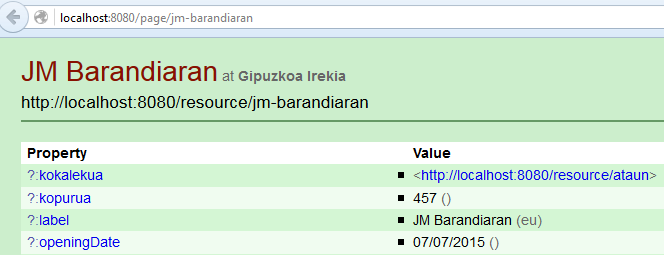 localhost:8080/page/jm-barandiaran
JM Barandiaran at Gipuzkoa Irekia
http://localhost:8080/resource/jm-barandiaran
Property Value
?:kokalekua <http://localhost:8080/resource/ataun>
?:kopurua 457 ()
?:label JM Barandiaran (eu)
?:openingDate 07/07/2015 ()